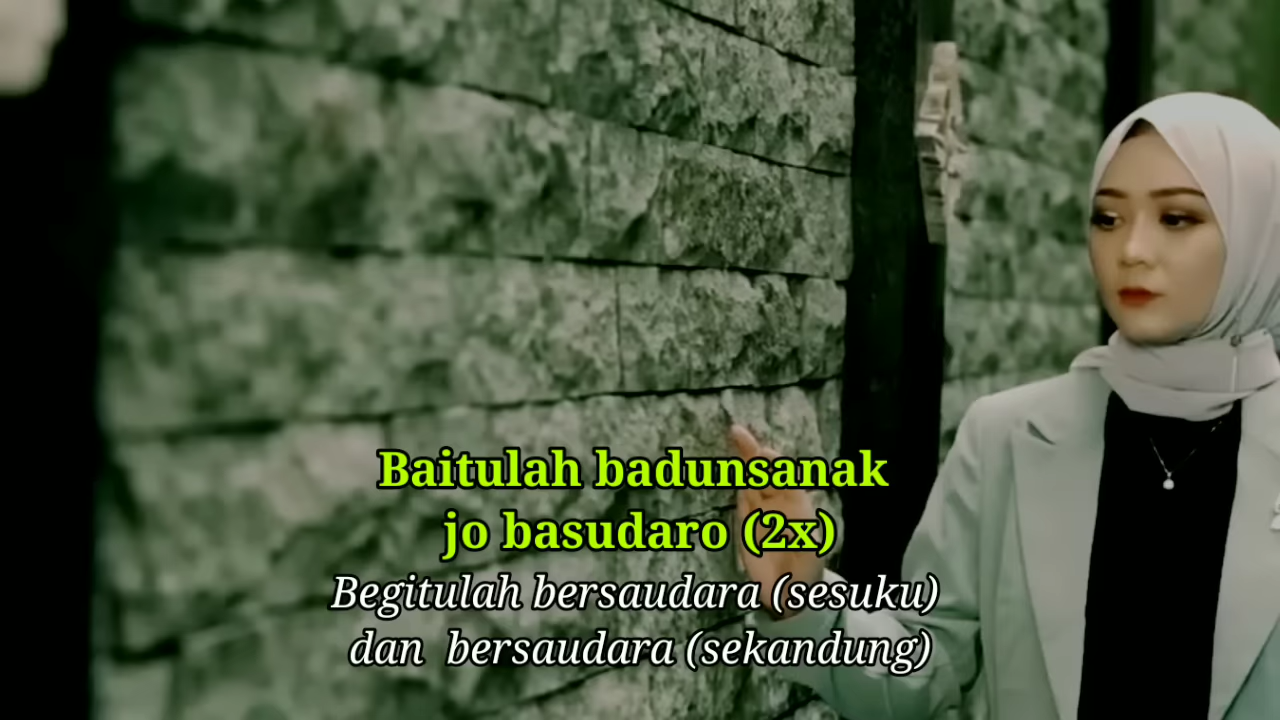 Baitulah badunsanak
jo basudaro (2x)
Begitulah bersaudara (sesuku)
dan bersaudara (sekandung)